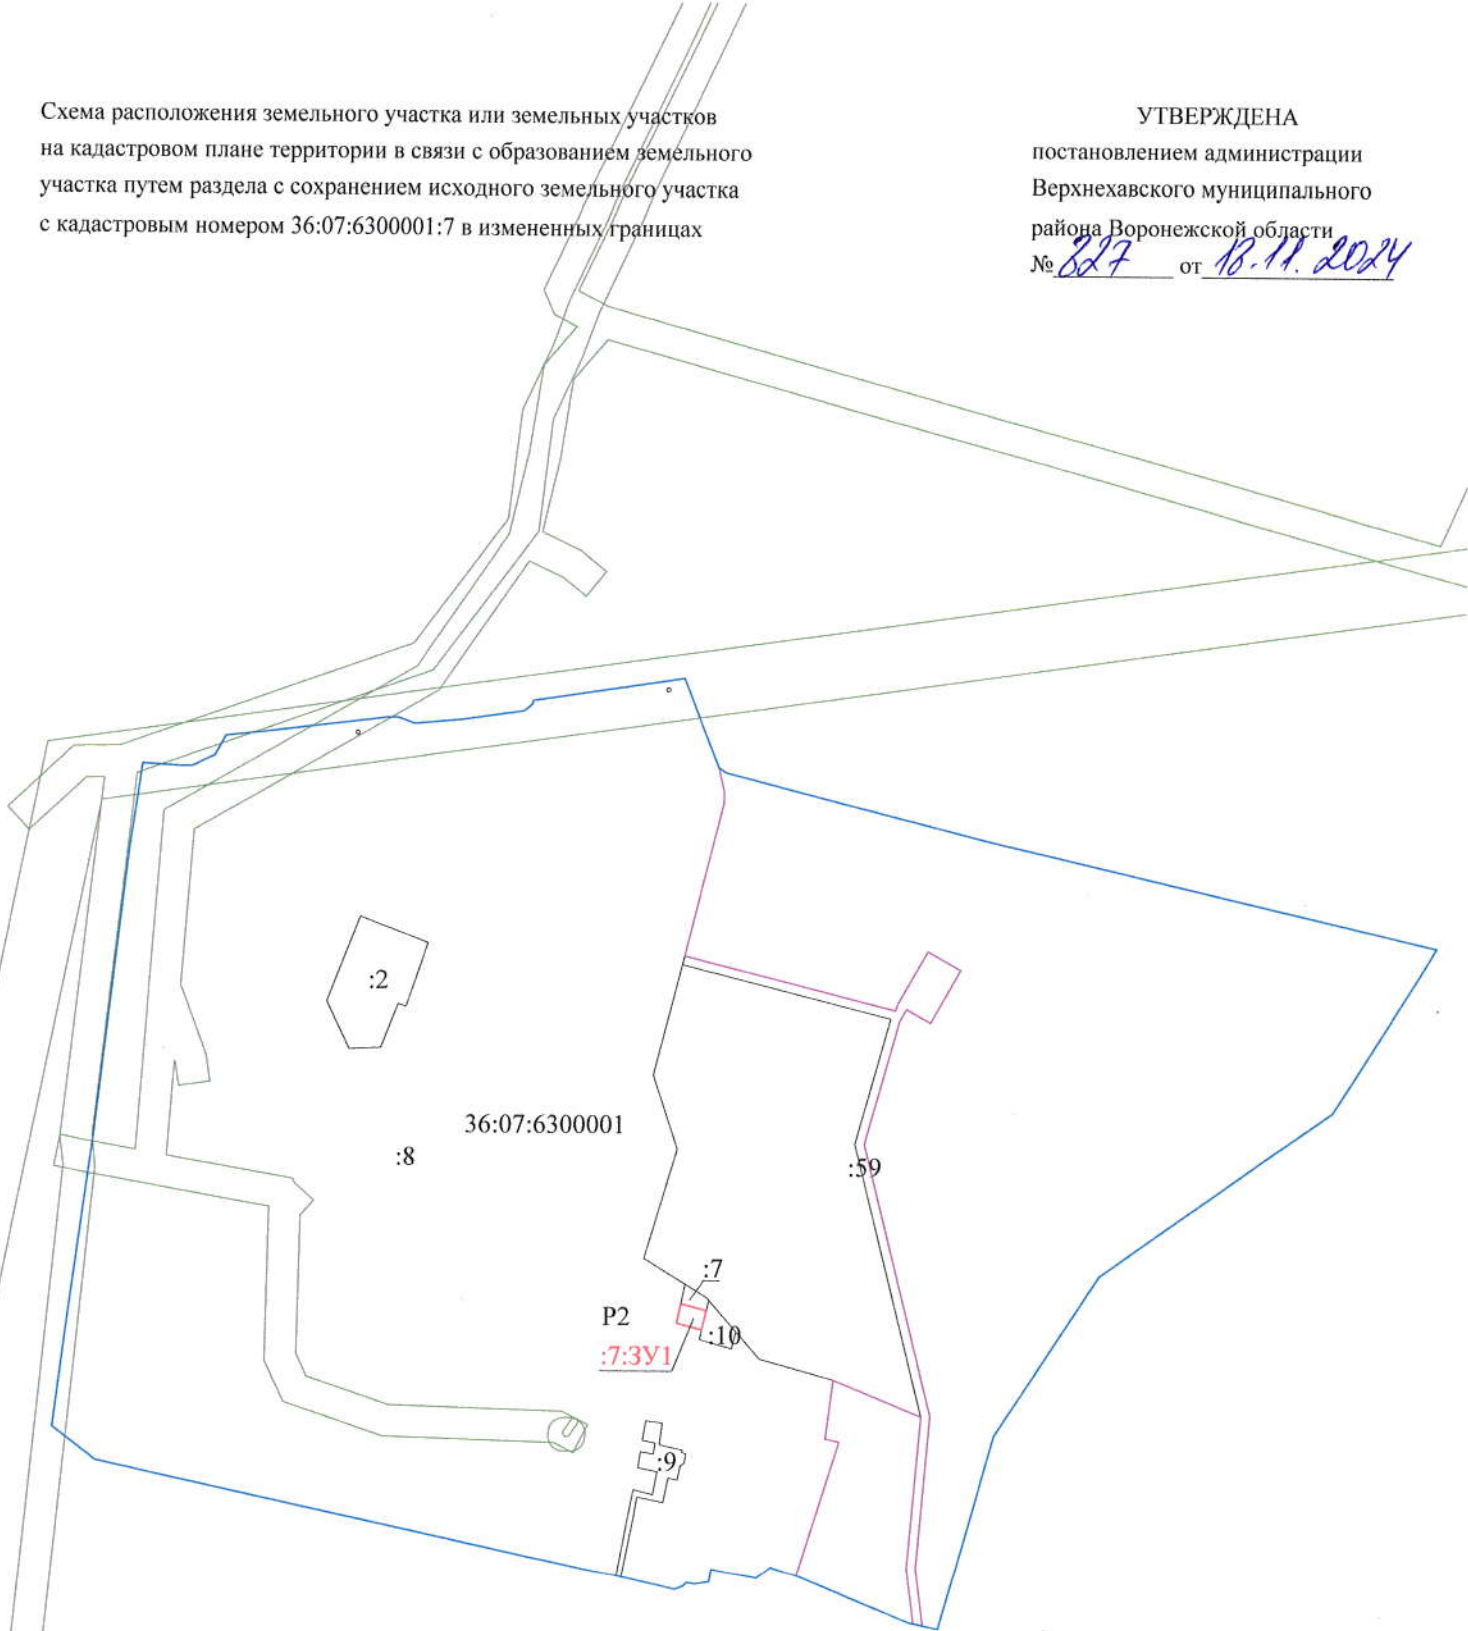 Схема расположения земельного участка или земельных участков
на кадастровом плане территории в связи с образованием земельного
участка путем раздела с сохранением исходного земельного участка
с кадастровым номером 36:07:6300001:7 в измененных границах
УТВЕРЖДЕНА
постановлением администрации
Верхнехавского муниципального
района Воронежской области
№ 827 от 18.11.2024
:2
36:07:6300001
:8
:59
:7
Р2
:10
:7:ЗУ1
:9